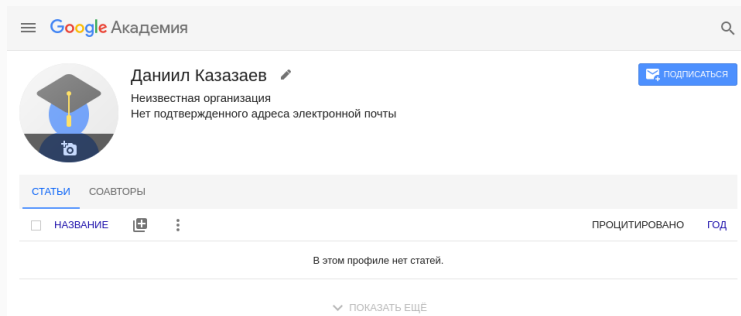 Google Академия
Даниил Казазаев
ПОДПИСАТЬСЯ
Неизвестная организация
Нет подтвержденного адреса электронной почты
СТАТЬИ СОАВТОРЫ
НАЗВАНИЕ ПРОЦИТИРОВАНО ГОД
В этом профиле нет статей.
ПОКАЗАТЬ ЕЩЁ